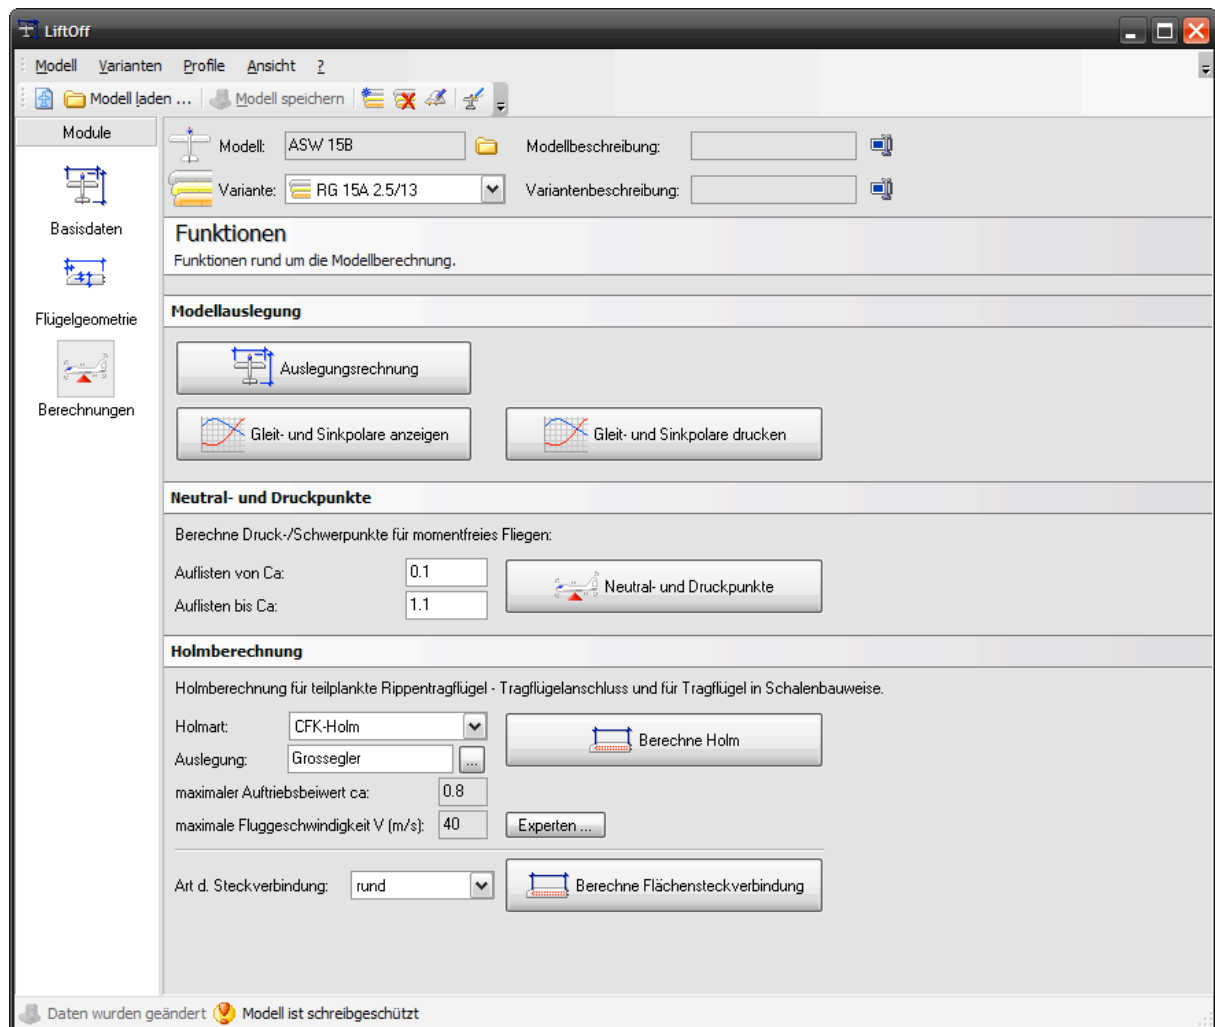 LiftOff
Modell Varianten Profile Ansicht ?
Modell laden ... Modell speichern
Module
Modell: ASW 15B Modellbeschreibung:
Variante: RG 15A 2.5/13 Variantenbeschreibung:
Basisdaten
Flügelgeometrie
Berechnungen
Funktionen
Funktionen rund um die Modellberechnung.
Modellauslegung
Auslegungsrechnung
Gleit- und Sinkpolare anzeigen Gleit- und Sinkpolare drucken
Neutral- und Druckpunkte
Berechne Druck-/Schwerpunkte für momentfreies Fliegen:
Auflisten von Ca: 0.1
Auflisten bis Ca: 1.1
Neutral- und Druckpunkte
Holmberechnung
Holmberechnung für teilplankte Rippentragflügel - Tragflügelanschluss und für Tragflügel in Schalenbauweise.
Holmart: CFK-Holm
Berechne Holm
Auslegung: Grossegler ...
maximaler Auftriebsbeiwert ca: 0.8
maximale Fluggeschwindigkeit V (m/s): 40 Experten ...
Art d. Steckverbindung: rund Berechne Flächensteckverbindung
Daten wurden geändert Modell ist schreibgeschützt